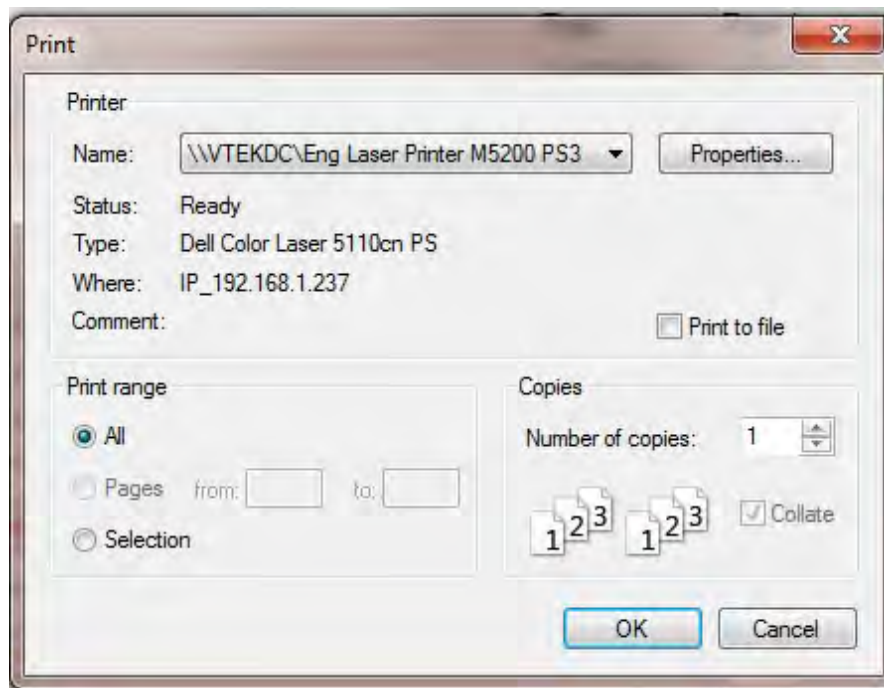 Print
Printer
Name: \\VTEKDC\Eng Laser Printer M5200 PS3 Properties...
Status: Ready
Type: Dell Color Laser 5110cn PS
Where: IP_192.168.1.237
Comment:
Print to file
Print range
All
Pages from: to:
Selection
Copies
Number of copies: 1
1 2 3 1 2 3
Collate
OK Cancel